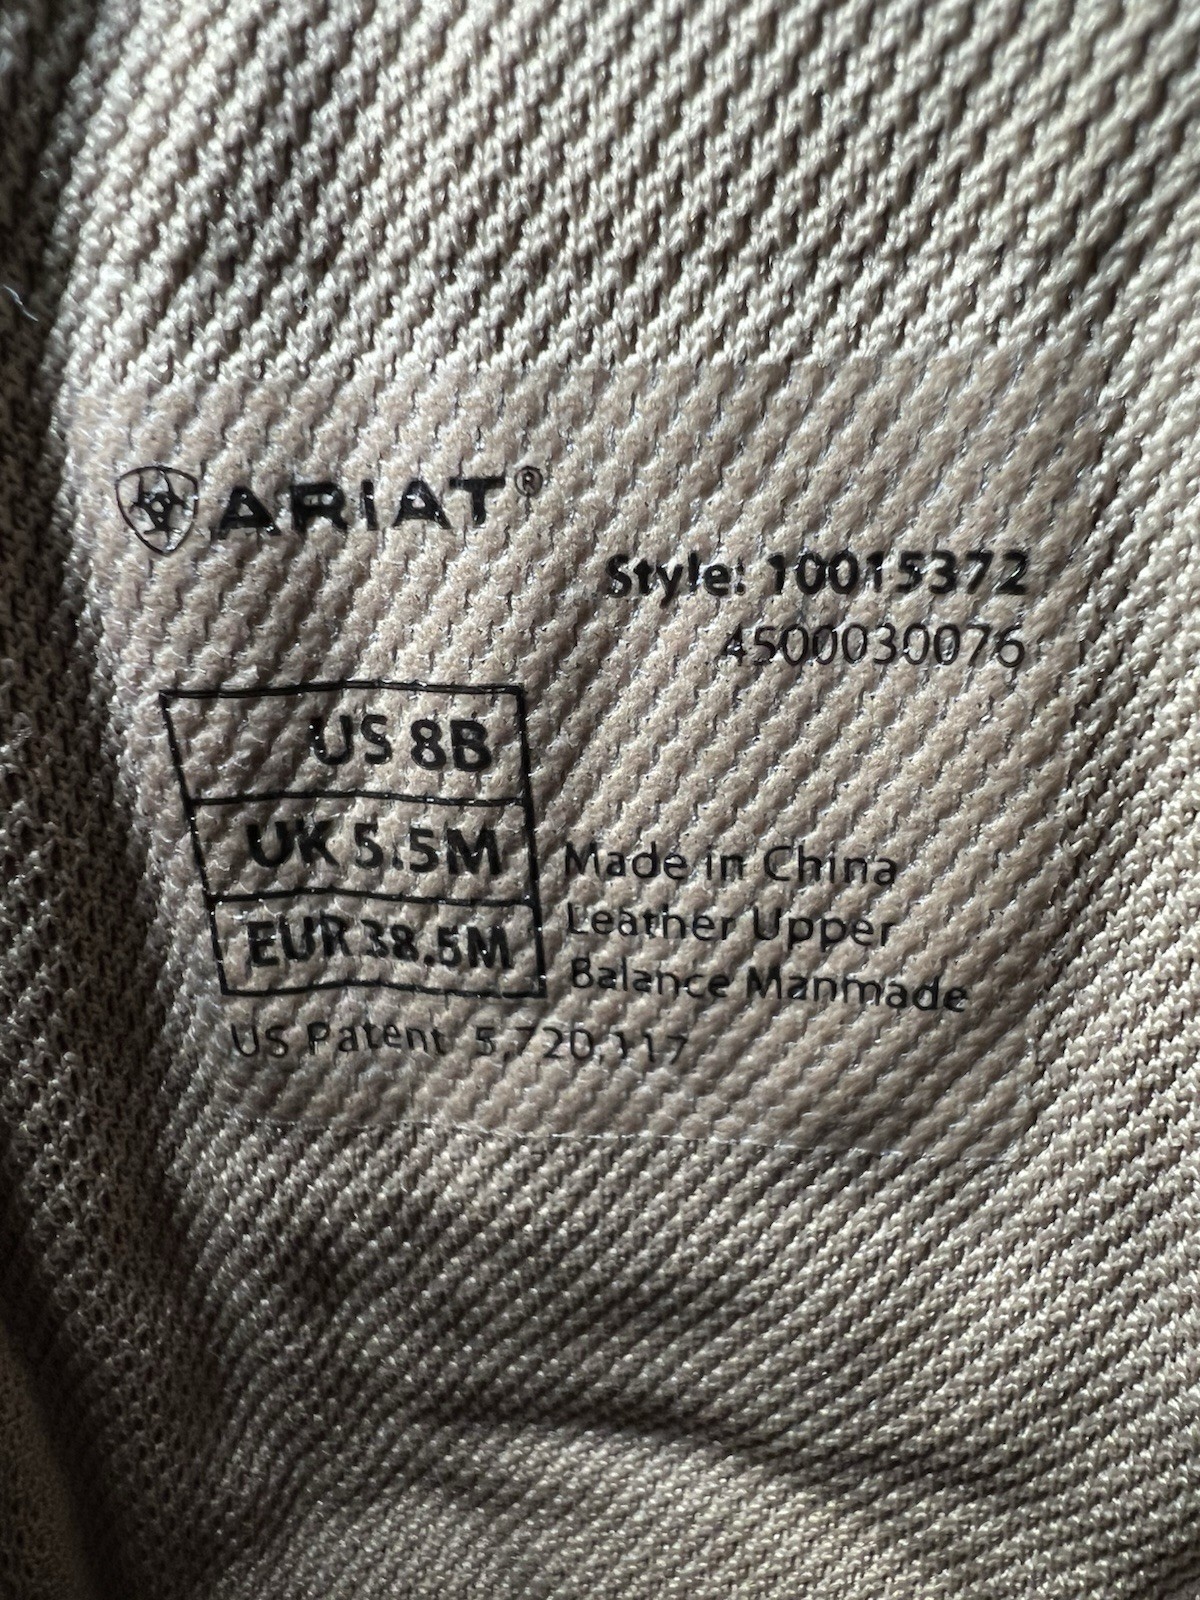 ARIAT®
Style: 10015372
4500030076
US 8B
UK 5.5M
EUR 38.5M
Made in China
Leather Upper
Balance Manmade
US Patent 5,720,117